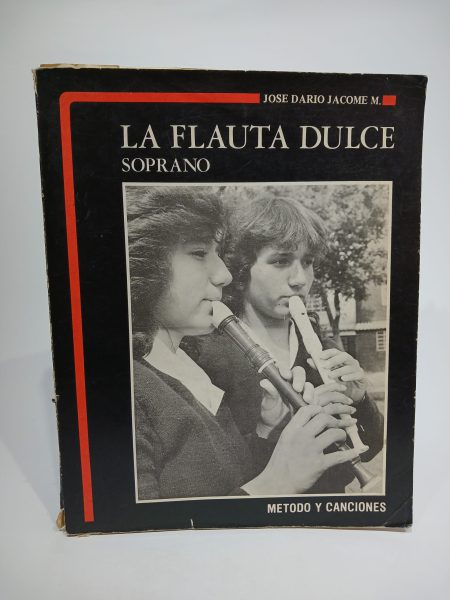 JOSE DARIO JACOME M.
LA FLAUTA DULCE
SOPRANO
METODO Y CANCIONES